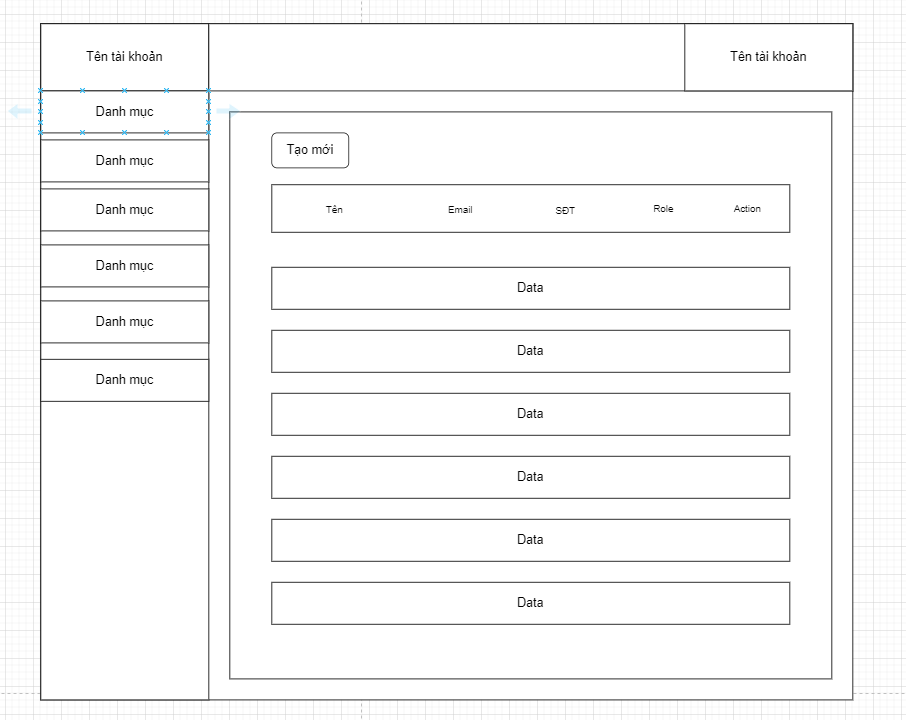 Tên tài khoản
Tên tài khoản
Danh mục
Danh mục
Danh mục
Danh mục
Danh mục
Danh mục
Tạo mới
Tên Email SĐT Role Action
Data
Data
Data
Data
Data
Data